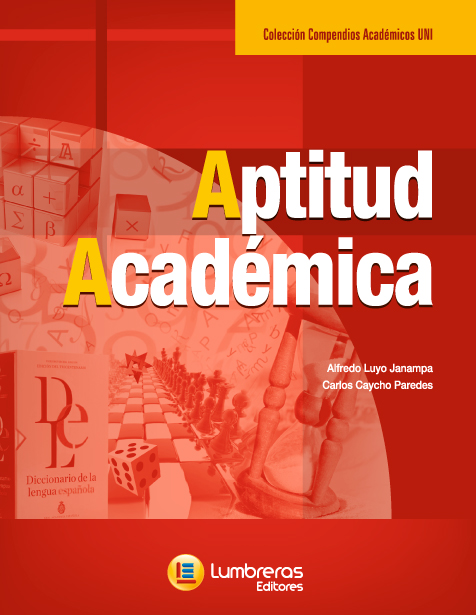 Colección Compendios Académicos UNI
Aptitud
Académica
Alfredo Luyo Janampa
Carlos Caycho Paredes
÷
A
α
+
×
Σ
×
D
E
L
Diccionario de la
lengua española
Lumbreras
Editores